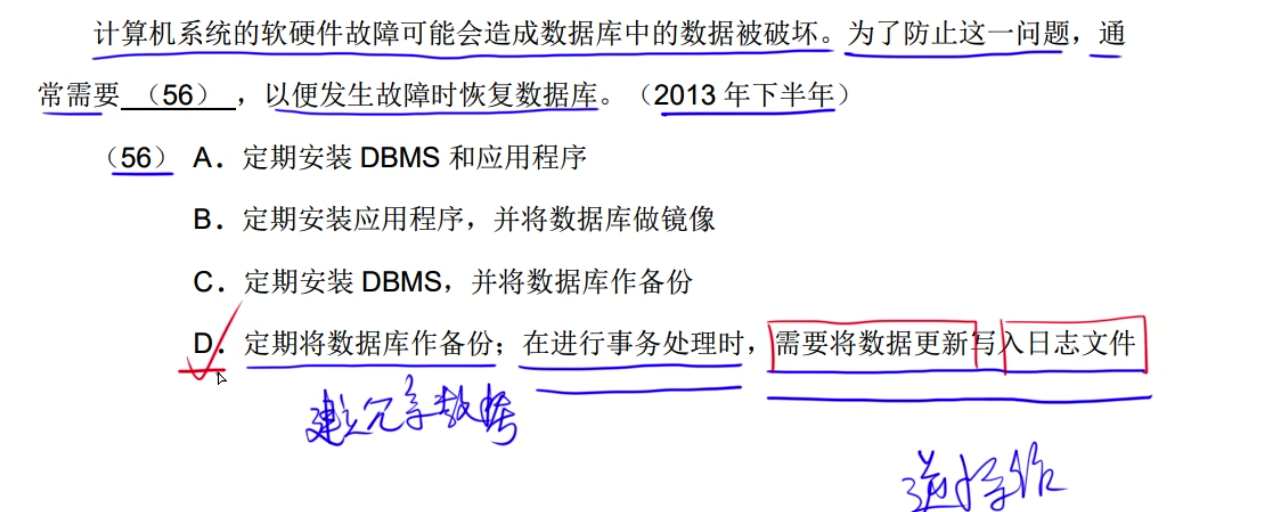 计算机系统的软硬件故障可能会造成数据库中的数据被破坏。为了防止这一问题，通
常需要 （56） ，以便发生故障时恢复数据库。（2013 年下半年）
（56） A．定期安装 DBMS 和应用程序
B．定期安装应用程序，并将数据库做镜像
C．定期安装 DBMS，并将数据库作备份
D．定期将数据库作备份；在进行事务处理时，需要将数据更新写入日志文件
建立冗余数据